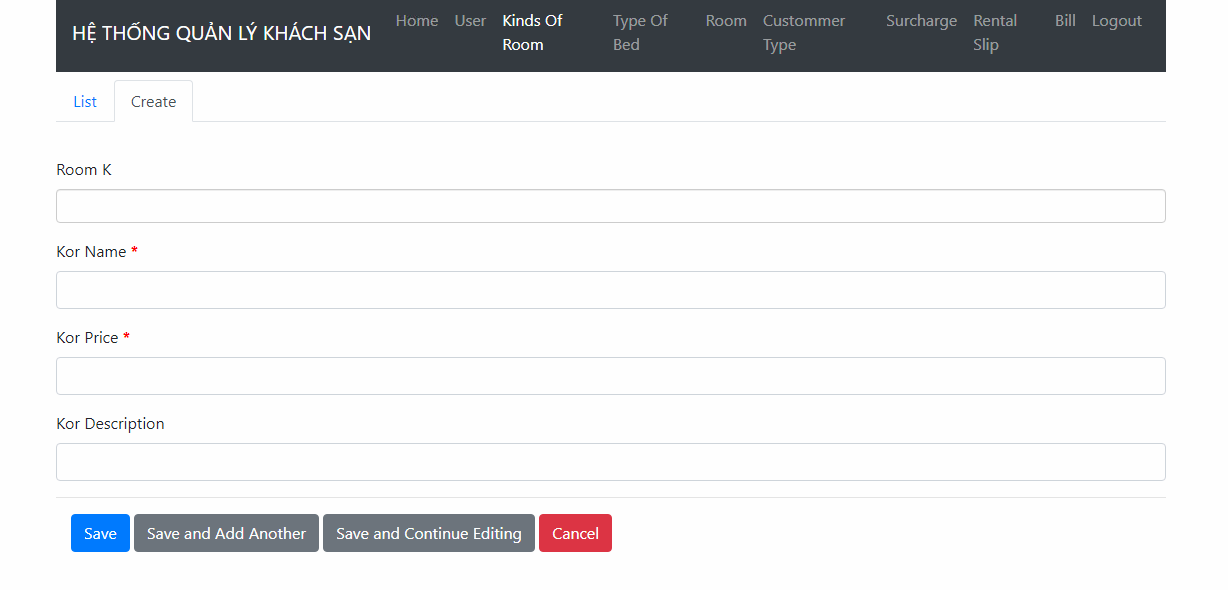 HỆ THỐNG QUẢN LÝ KHÁCH SẠN
Home User Kinds Of Room Type Of Bed Room Custommer Type Surcharge Rental Slip Bill Logout
List Create
Room K
Kor Name *
Kor Price *
Kor Description
Save Save and Add Another Save and Continue Editing Cancel